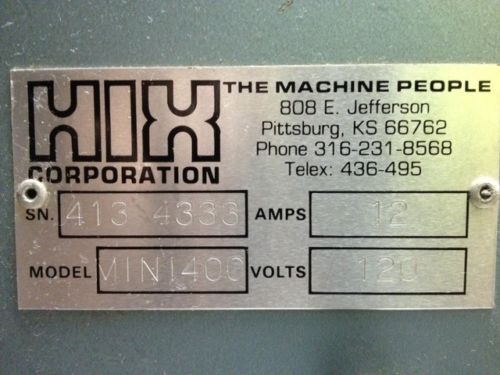 HIX
CORPORATION
THE MACHINE PEOPLE
808 E. Jefferson
Pittsburg, KS 66762
Phone 316-231-8568
Telex: 436-495
SN. 413 4333 AMPS 12
MODEL MINI400 VOLTS 120